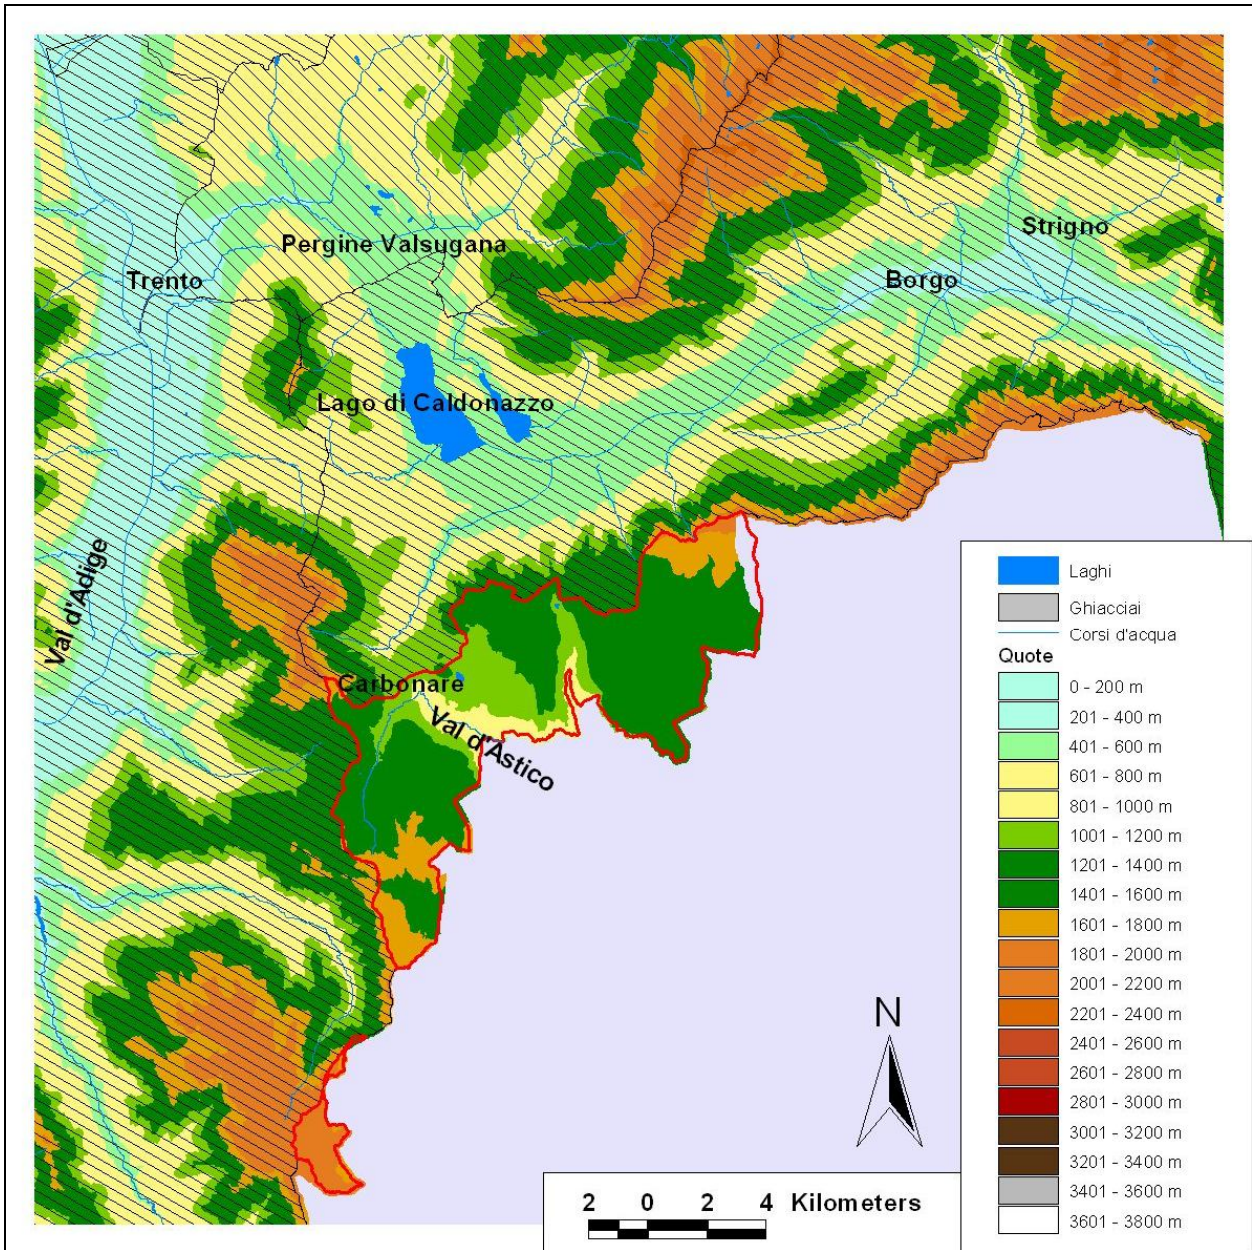 Pergine Valsugana
Strigno
Trento
Borgo
Lago di Caldonazzo
Val d'Adige
Carbonare
Val d'Astico
Laghi
Ghiacciai
Corsi d'acqua
Quote
0 - 200 m
201 - 400 m
401 - 600 m
601 - 800 m
801 - 1000 m
1001 - 1200 m
1201 - 1400 m
1401 - 1600 m
1601 - 1800 m
1801 - 2000 m
2001 - 2200 m
2201 - 2400 m
2401 - 2600 m
2601 - 2800 m
2801 - 3000 m
3001 - 3200 m
3201 - 3400 m
3401 - 3600 m
3601 - 3800 m
N
2 0 2 4 Kilometers